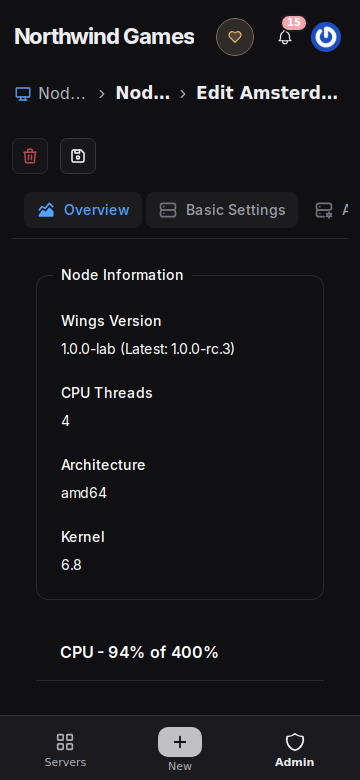 Northwind Games
15
Nod... > Nod... > Edit Amsterd...
Overview
Basic Settings
A
Node Information
Wings Version
1.0.0-lab (Latest: 1.0.0-rc.3)
CPU Threads
4
Architecture
amd64
Kernel
6.8
CPU - 94% of 400%
Servers
New
Admin